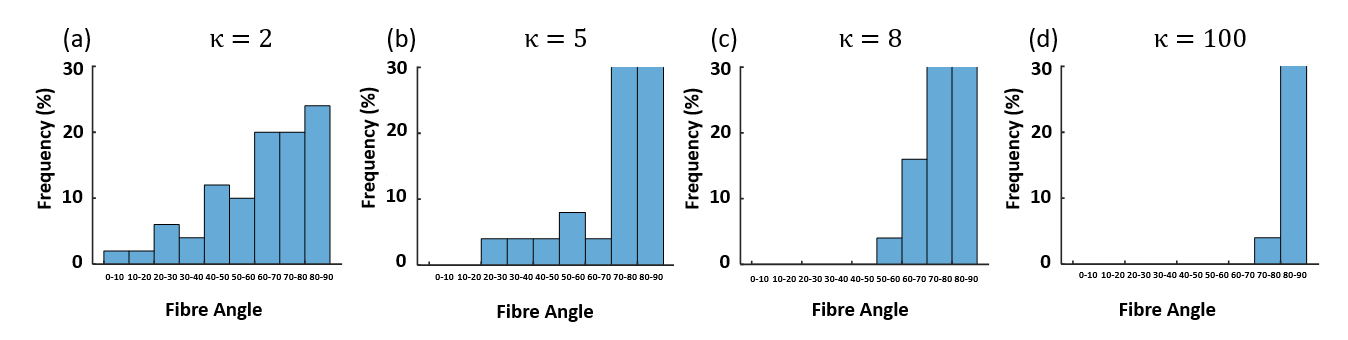 (a) κ = 2
30
20
10
0
Frequency (%)
0-10 10-20 20-30 30-40 40-50 50-60 60-70 70-80 80-90
Fibre Angle
(b) κ = 5
30
20
10
0
Frequency (%)
0-10 10-20 20-30 30-40 40-50 50-60 60-70 70-80 80-90
Fibre Angle
(c) κ = 8
30
20
10
0
Frequency (%)
0-10 10-20 20-30 30-40 40-50 50-60 60-70 70-80 80-90
Fibre Angle
(d) κ = 100
30
20
10
0
Frequency (%)
0-10 10-20 20-30 30-40 40-50 50-60 60-70 70-80 80-90
Fibre Angle